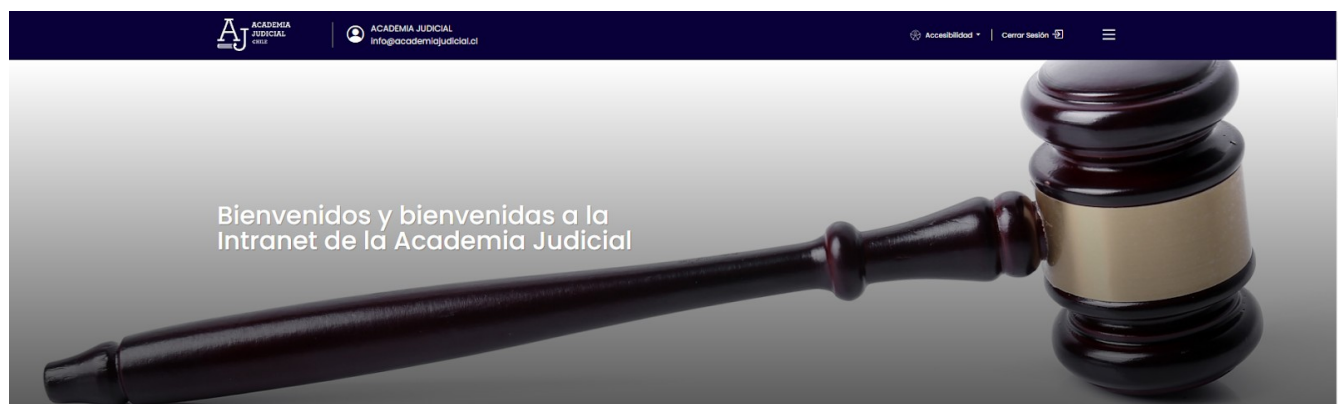 AJ ACADEMIA
JUDICIAL
CHILE
ACADEMIA JUDICIAL
info@academiajudicial.cl
Accesibilidad
Cerrar Sesión
Bienvenidos y bienvenidas a la
Intranet de la Academia Judicial